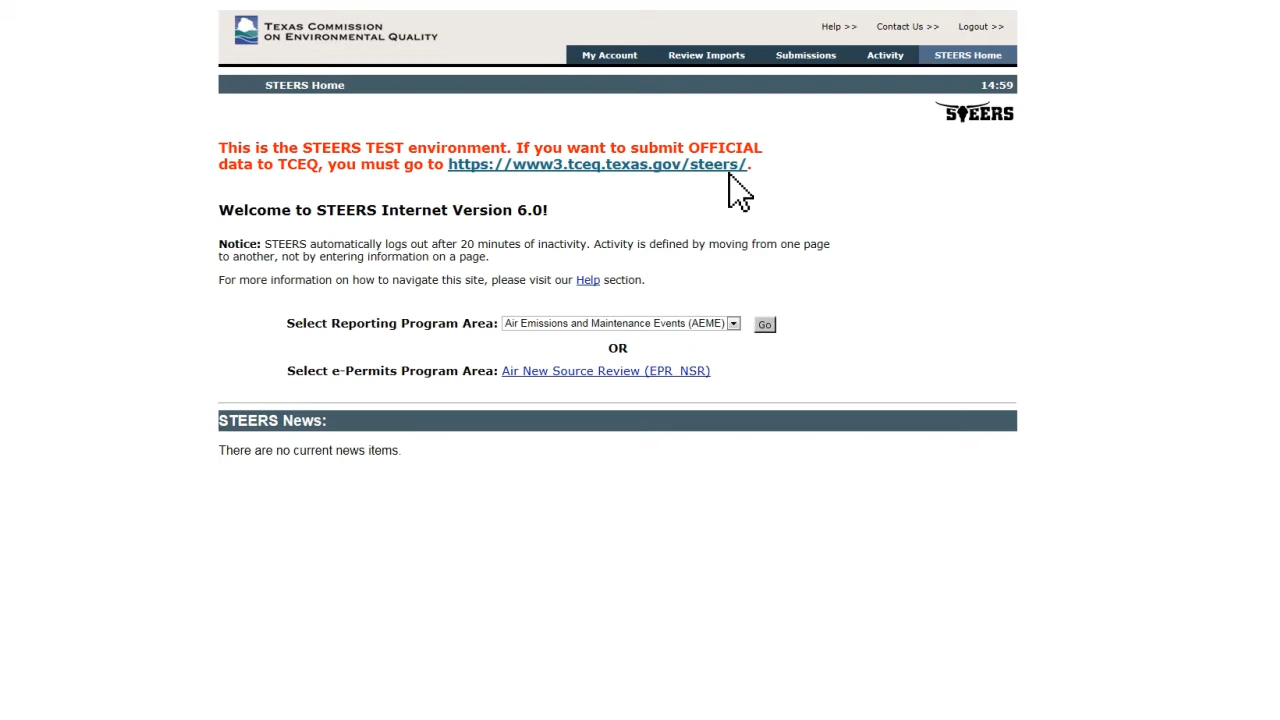 TEXAS COMMISSION
ON ENVIRONMENTAL QUALITY
Help >> Contact Us >> Logout >>
My Account Review Imports Submissions Activity STEERS Home
STEERS Home 14:59
STEERS
This is the STEERS TEST environment. If you want to submit OFFICIAL
data to TCEQ, you must go to https://www3.tceq.texas.gov/steers/.
Welcome to STEERS Internet Version 6.0!
Notice: STEERS automatically logs out after 20 minutes of inactivity. Activity is defined by moving from one page
to another, not by entering information on a page.
For more information on how to navigate this site, please visit our Help section.
Select Reporting Program Area: Air Emissions and Maintenance Events (AEME) Go
OR
Select e-Permits Program Area: Air New Source Review (EPR_NSR)
STEERS News:
There are no current news items.